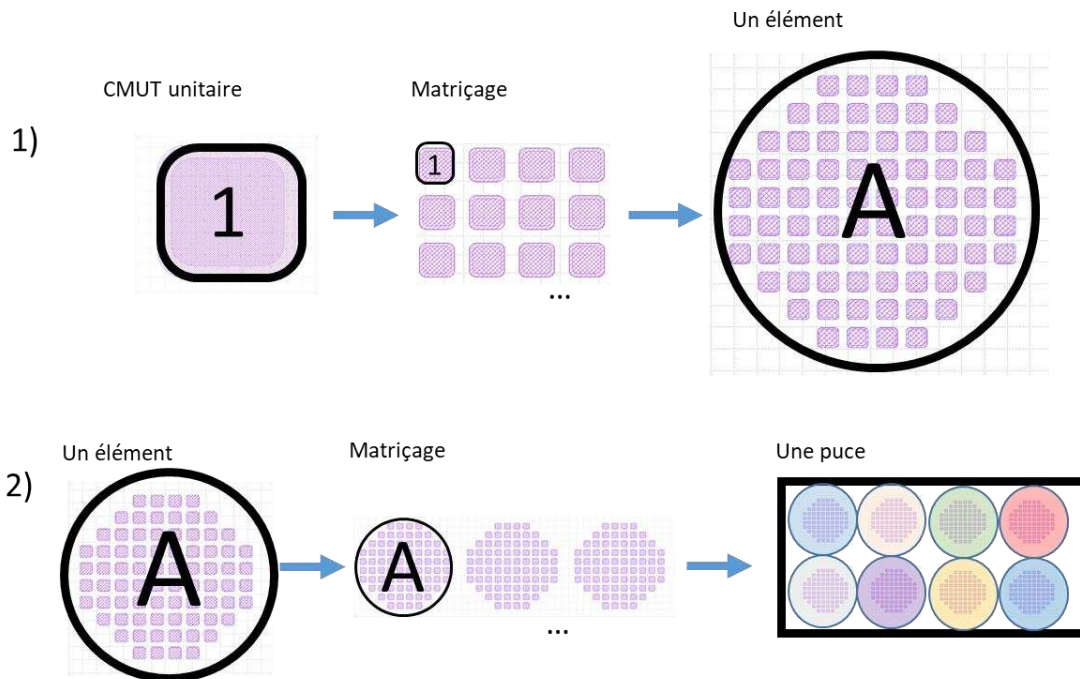 Un élément
CMUT unitaire
Matriçage
1)
1
1
A
...
Un élément
Matriçage
Une puce
2)
A
A
...